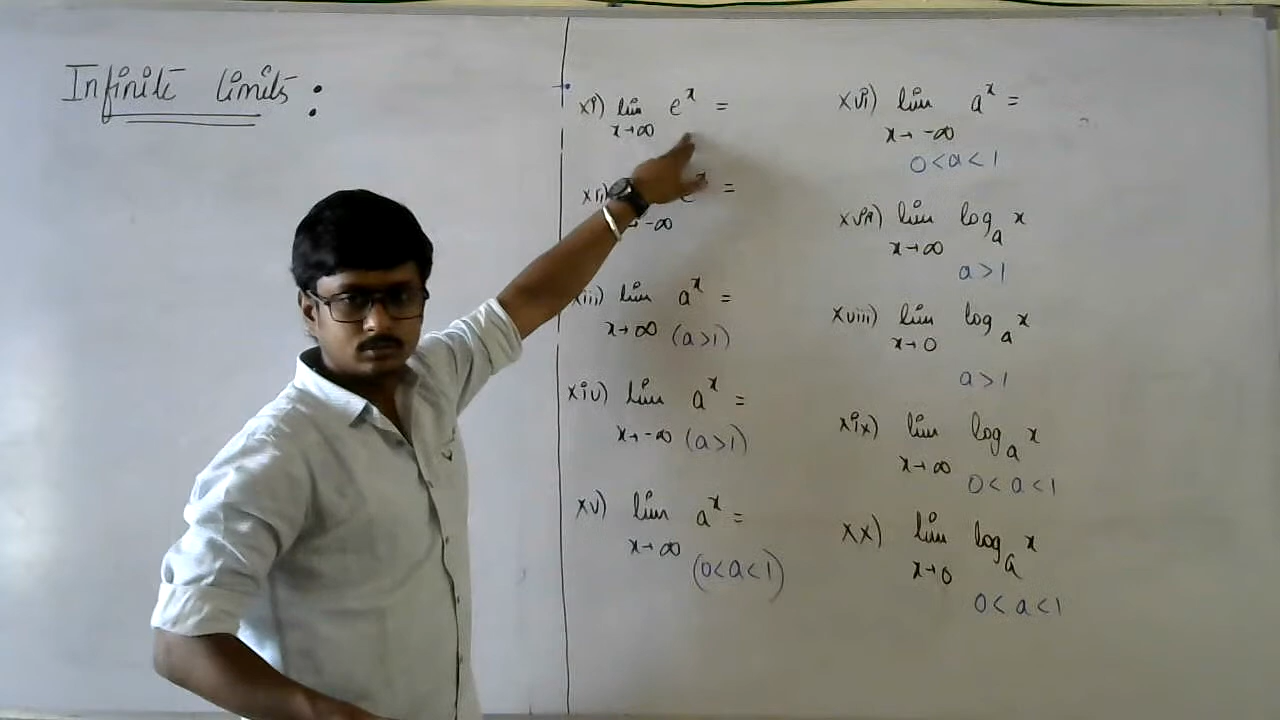 Infinite limits :
xi) lim e^x =
x→∞
xii) e^x =
→-∞
xiii) lim a^x =
x→∞ (a>1)
xiv) lim a^x =
x→-∞ (a>1)
xv) lim a^x =
x→∞
(0<a<1)
xvi) lim a^x =
x→-∞
0<a<1
xvii) lim log_a x
x→∞
a>1
xviii) lim log_a x
x→0
a>1
xix) lim log_a x
x→∞
0<a<1
xx) lim log_a x
x→0
0<a<1